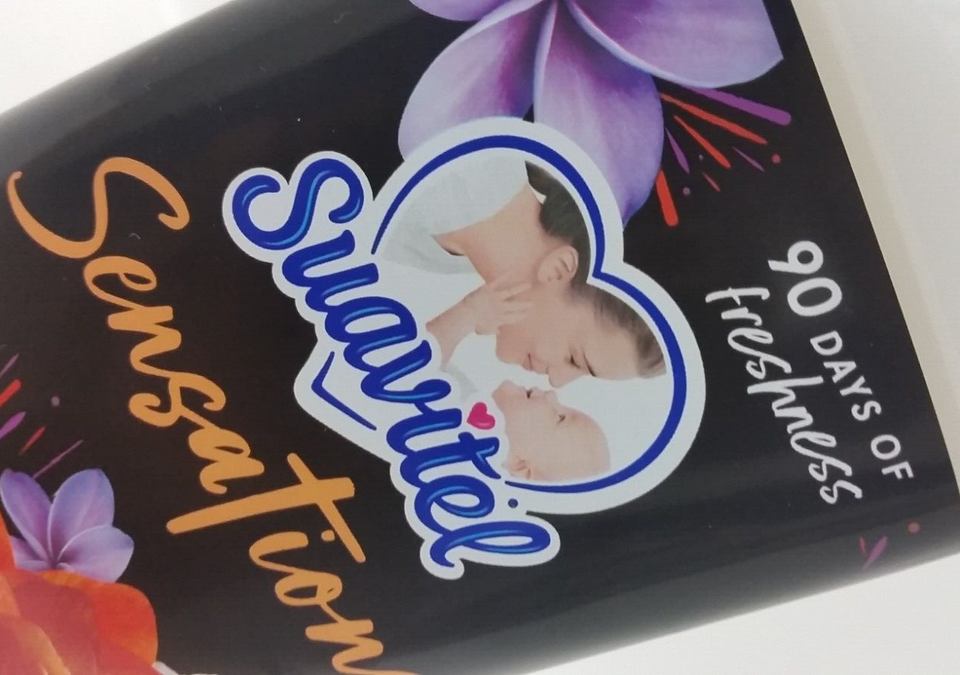 90 DAYS OF
freshness
Suavitel
Sensation